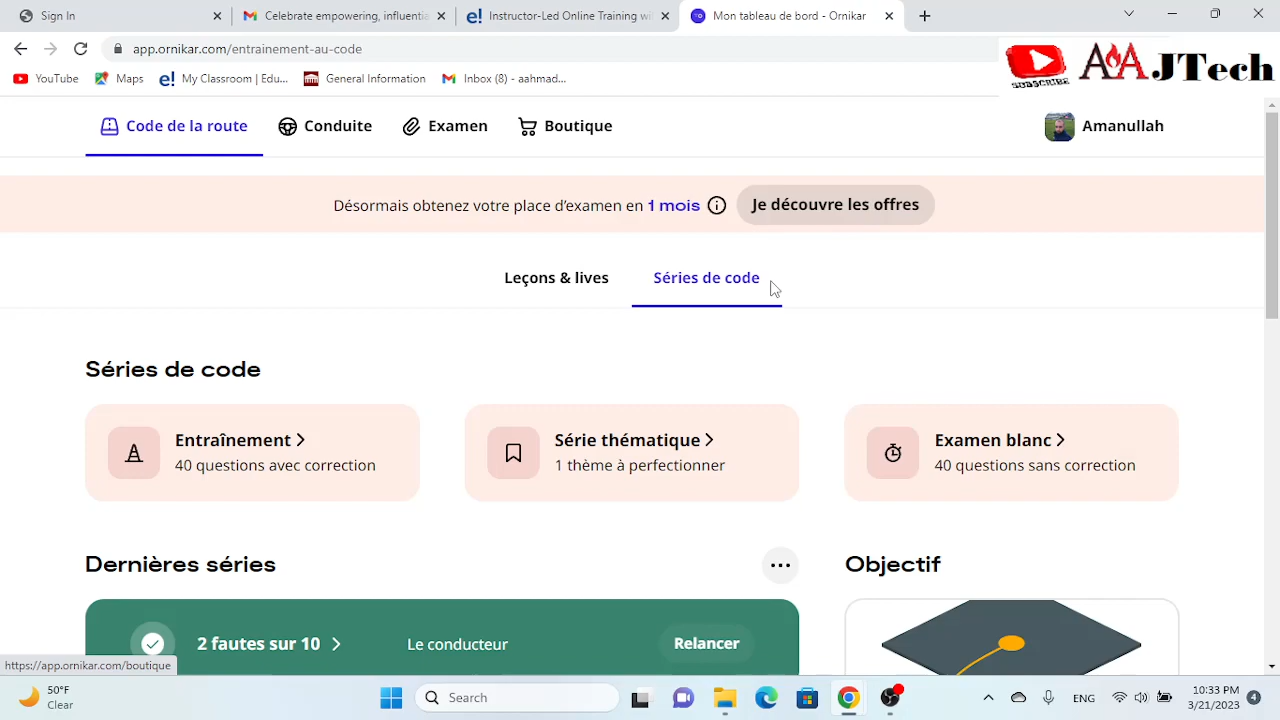 Sign In
Celebrate empowering, influenti
e! Instructor-Led Online Training wi
Mon tableau de bord - Ornikar
app.ornikar.com/entrainement-au-code
SUBSCRIBE
AAJTech
YouTube
Maps
e! My Classroom | Edu...
General Information
Inbox (8) - aahmad...
Code de la route
Conduite
Examen
Boutique
Amanullah
Désormais obtenez votre place d'examen en 1 mois
Je découvre les offres
Leçons & lives
Séries de code
Séries de code
Entraînement
40 questions avec correction
Série thématique
1 thème à perfectionner
Examen blanc
40 questions sans correction
Dernières séries
Objectif
2 fautes sur 10
Le conducteur
Relancer
https://app.ornikar.com/boutique
50°F
Clear
Search
ENG
10:33 PM
3/21/2023
4